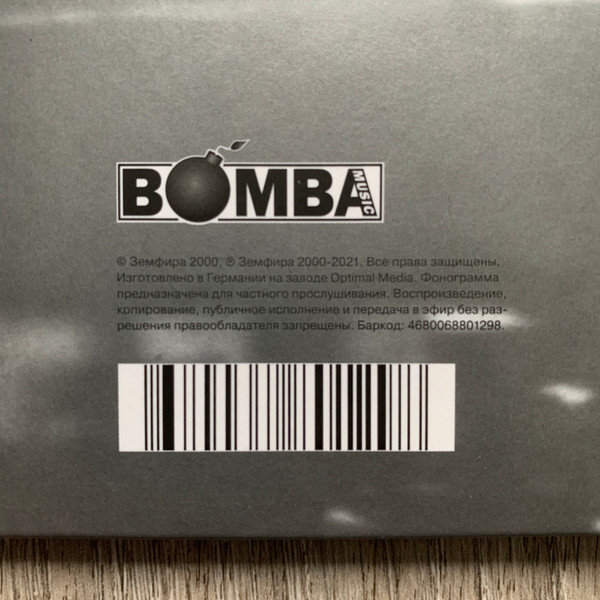 BOMBA MUSIC
© Земфира 2000, ® Земфира 2000-2021. Все права защищены.
Изготовлено в Германии на заводе Optimal Media. Фонограмма
предназначена для частного прослушивания. Воспроизведение,
копирование, публичное исполнение и передача в эфир без раз-
решения правообладателя запрещены. Баркод: 4680068801298.